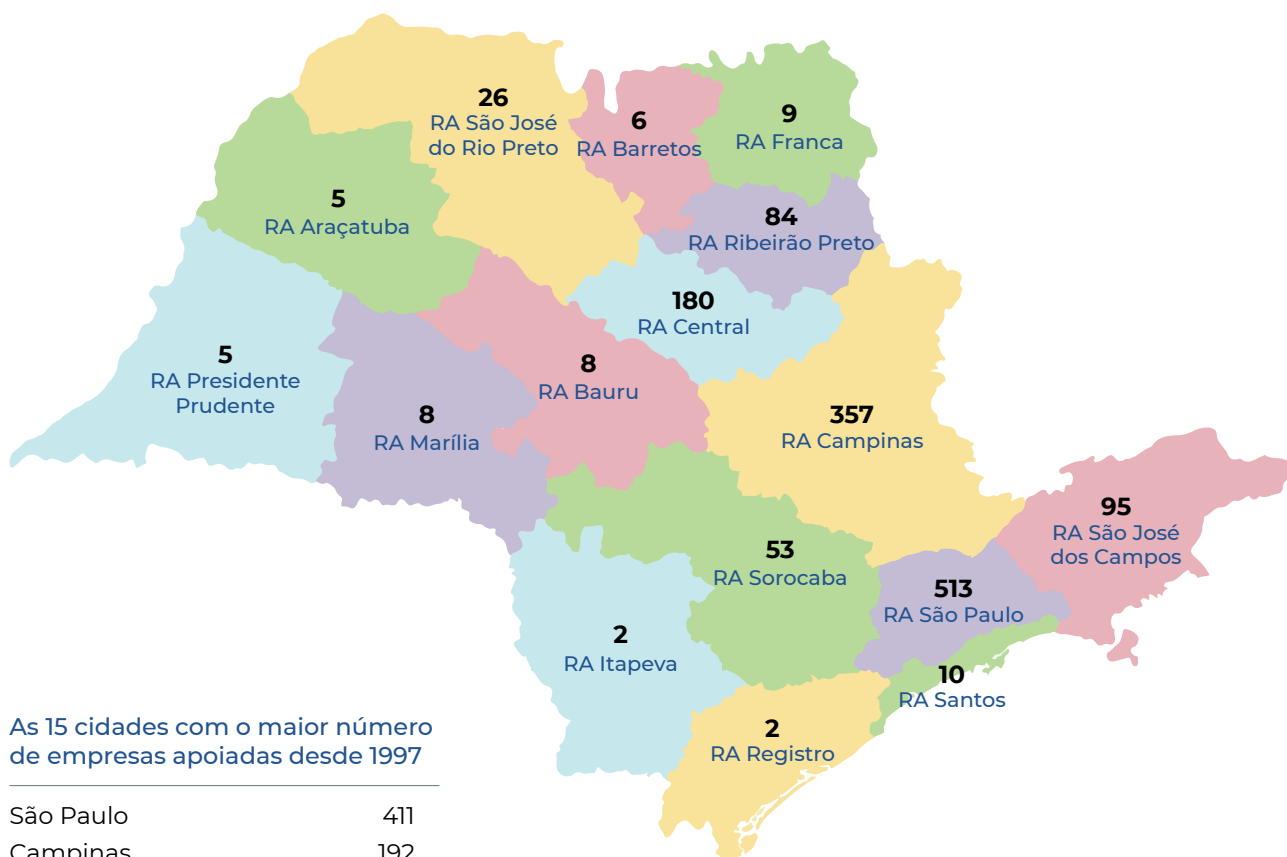 26
RA São José
do Rio Preto
6
RA Barretos
9
RA Franca
5
RA Araçatuba
84
RA Ribeirão Preto
180
RA Central
5
RA Presidente
Prudente
8
RA Bauru
8
RA Marília
357
RA Campinas
95
RA São José
dos Campos
53
RA Sorocaba
513
RA São Paulo
2
RA Itapeva
10
RA Santos
2
RA Registro
As 15 cidades com o maior número
de empresas apoiadas desde 1997
São Paulo 411
Campinas 192